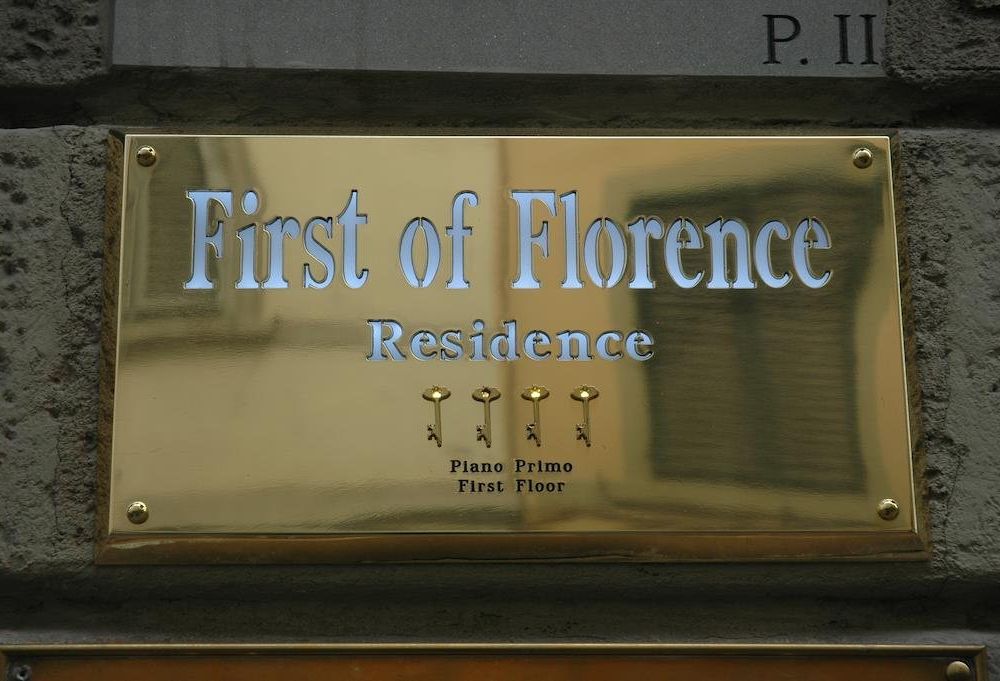 P. II
First of Florence
Residence
Piano Primo
First Floor